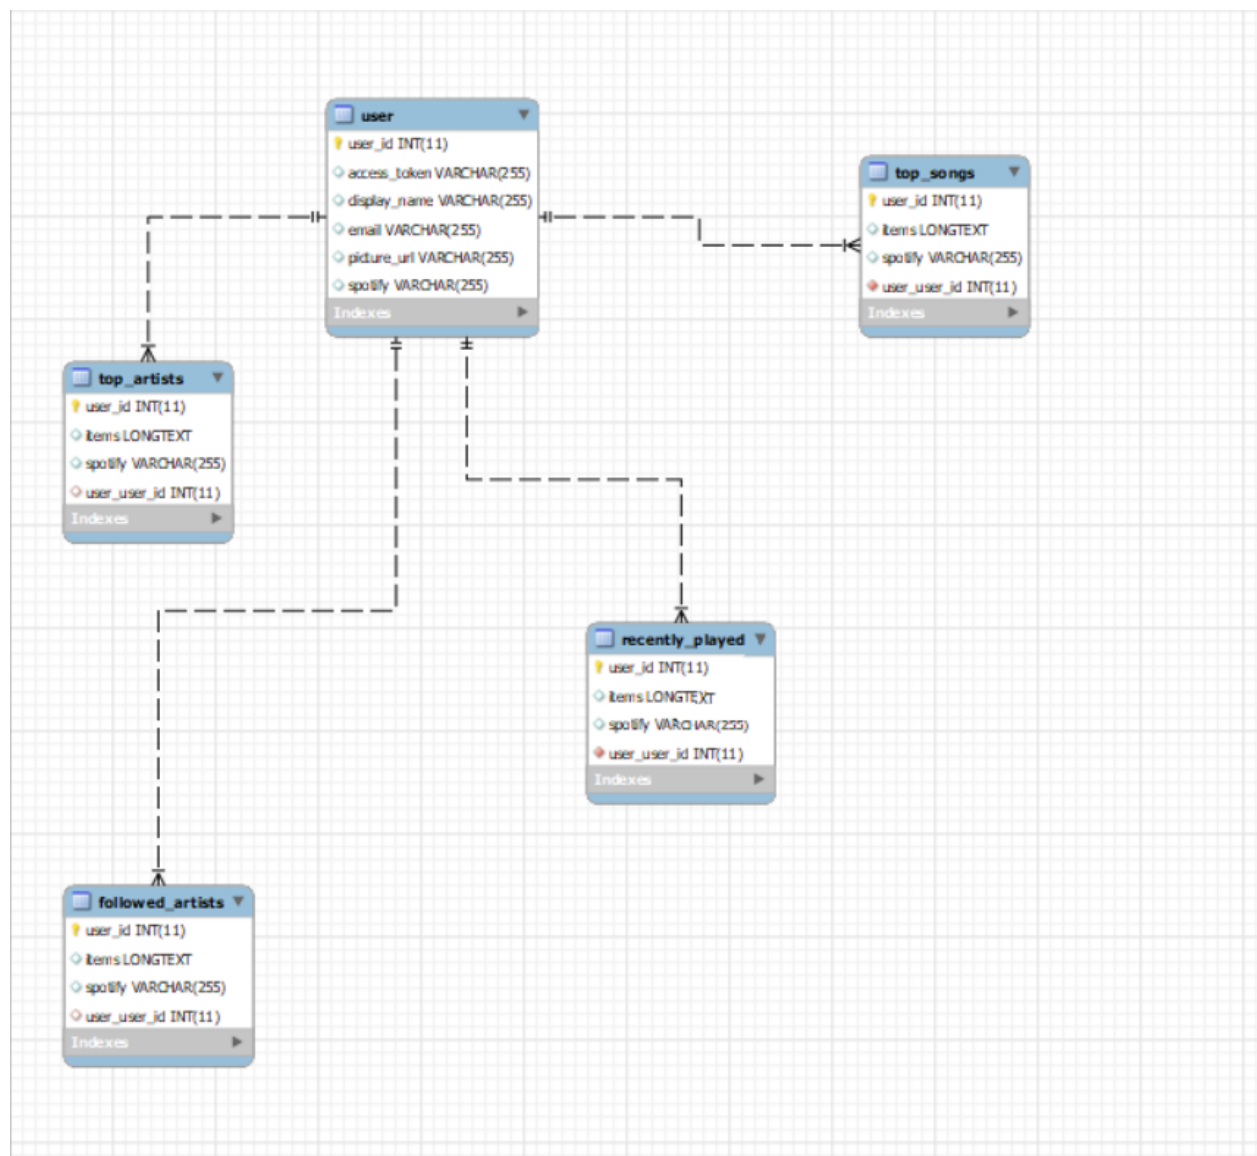 user
user_id INT(11)
access_token VARCHAR(255)
display_name VARCHAR(255)
email VARCHAR(255)
picture_url VARCHAR(255)
spotify VARCHAR(255)
Indexes
top_songs
user_id INT(11)
items LONGTEXT
spotify VARCHAR(255)
user_user_id INT(11)
Indexes
top_artists
user_id INT(11)
items LONGTEXT
spotify VARCHAR(255)
user_user_id INT(11)
Indexes
recently_played
user_id INT(11)
items LONGTEXT
spotify VARCHAR(255)
user_user_id INT(11)
Indexes
followed_artists
user_id INT(11)
items LONGTEXT
spotify VARCHAR(255)
user_user_id INT(11)
Indexes